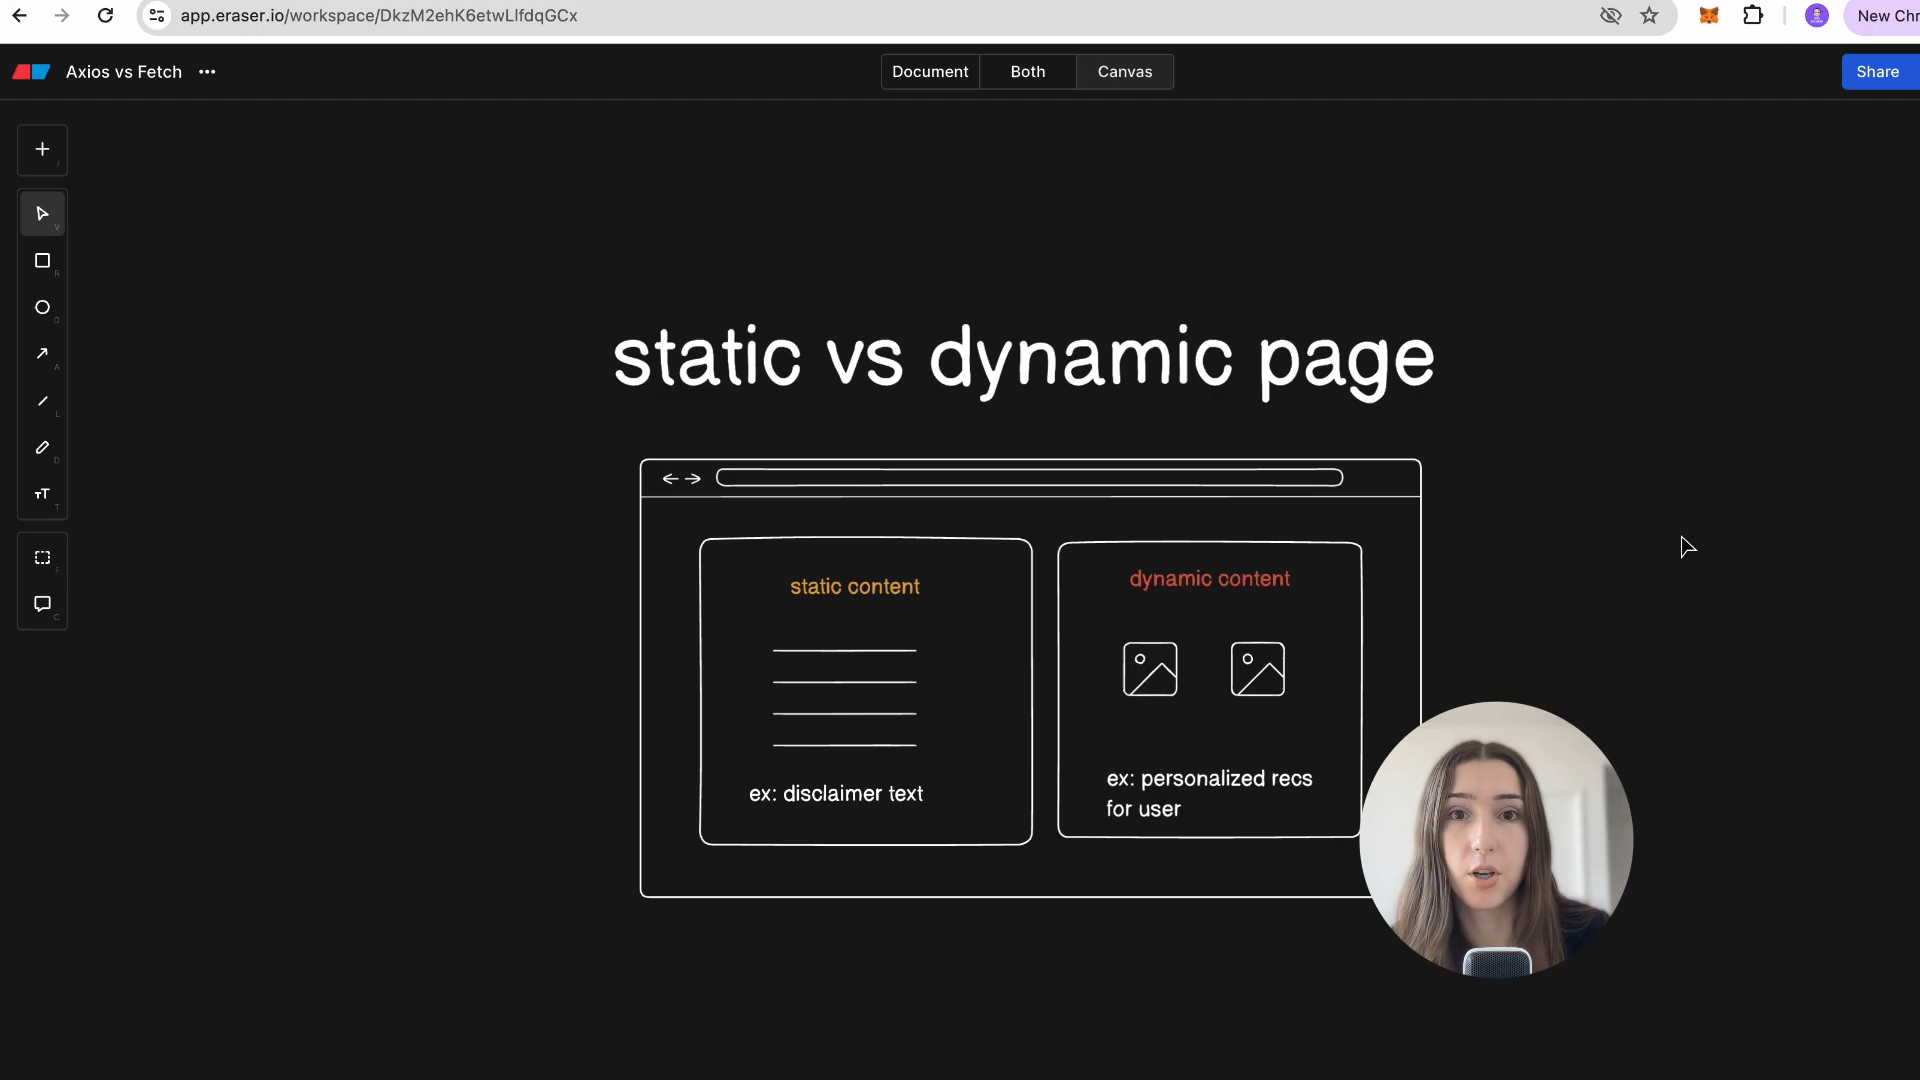 app.eraser.io/workspace/DkzM2ehK6etwLlfdqGCx
New Chr
Axios vs Fetch
Document
Both
Canvas
Share
/
V
R
O
A
L
D
TT
T
F
C
static vs dynamic page
static content
ex: disclaimer text
dynamic content
ex: personalized recs
for user